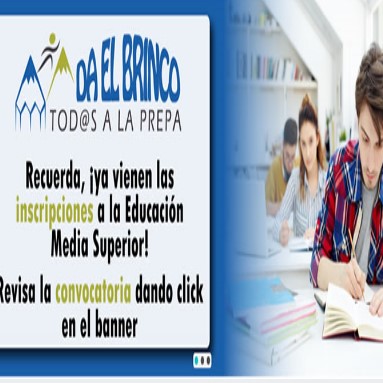 DA EL BRINCO
TOD@S A LA PREPA
Recuerda, ¡ya vienen las
inscripciones a la Educación
Media Superior!
Revisa la convocatoria dando click
en el banner